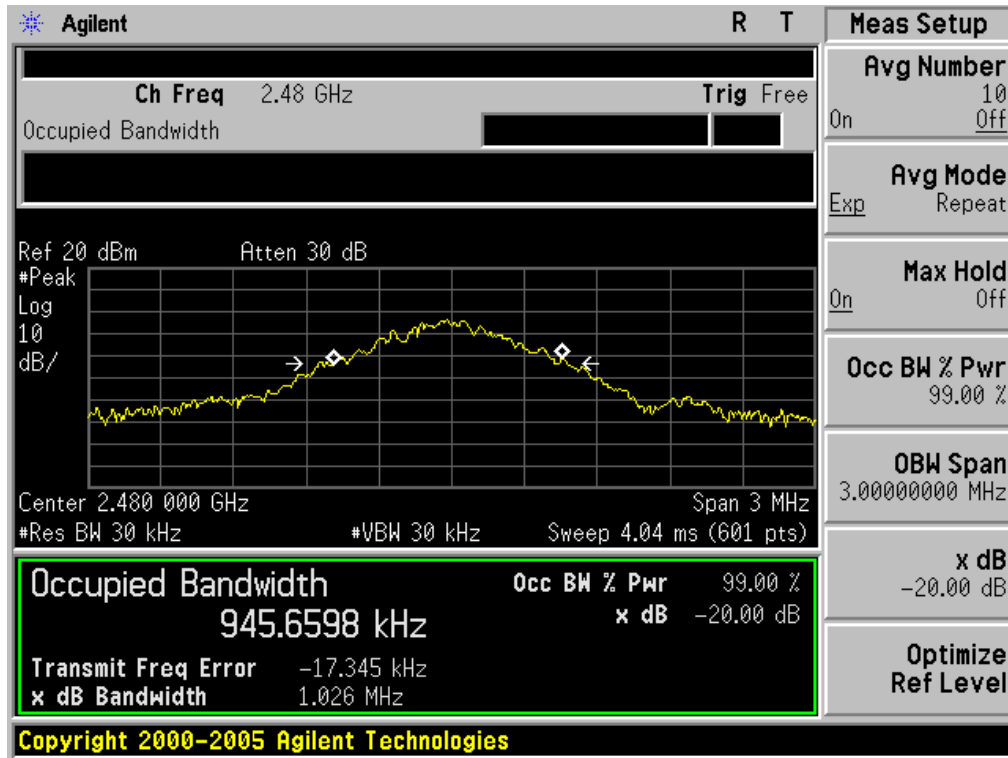 Agilent R T
Ch Freq 2.48 GHz Trig Free
Occupied Bandwidth
Ref 20 dBm Atten 30 dB
#Peak
Log
10
dB/
Center 2.480 000 GHz Span 3 MHz
#Res BW 30 kHz #VBW 30 kHz Sweep 4.04 ms (601 pts)
Occupied Bandwidth
945.6598 kHz
Occ BW % Pwr 99.00 %
x dB -20.00 dB
Transmit Freq Error -17.345 kHz
x dB Bandwidth 1.026 MHz
Copyright 2000-2005 Agilent Technologies
Meas Setup
Avg Number
10
On Off
Avg Mode
Exp Repeat
Max Hold
On Off
Occ BW % Pwr
99.00 %
OBW Span
3.00000000 MHz
x dB
-20.00 dB
Optimize
Ref Level